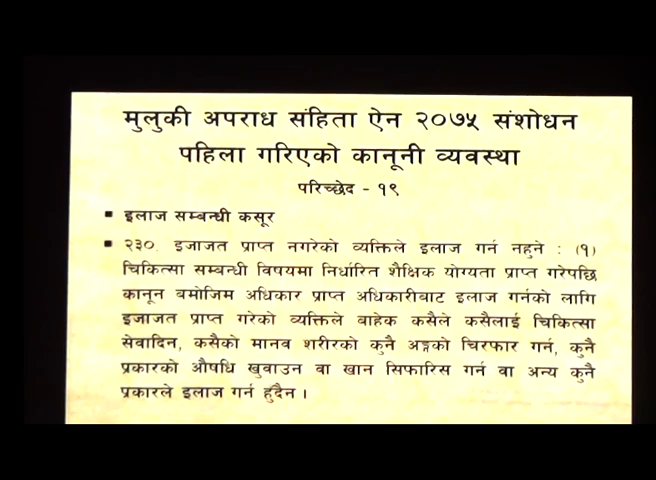 मुलुकी अपराध संहिता ऐन २०७५ संशोधन
पहिला गरिएको कानूनी व्यवस्था
परिच्छेद - १९
▪ इलाज सम्बन्धी कसूर
▪ २३०. इजाजत प्राप्त नगरेको व्यक्तिले इलाज गर्न नहुने : (१)
चिकित्सा सम्बन्धी विषयमा निर्धारित शैक्षिक योग्यता प्राप्त गरेपछि
कानून बमोजिम अधिकार प्राप्त अधिकारीबाट इलाज गर्नको लागि
इजाजत प्राप्त गरेको व्यक्तिले बाहेक कसैले कसैलाई चिकित्सा
सेवादिन, कसैको मानव शरीरको कुनै अङ्गको चिरफार गर्न, कुनै
प्रकारको औषधि खुवाउन वा खान सिफारिस गर्न वा अन्य कुनै
प्रकारले इलाज गर्न हुँदैन ।